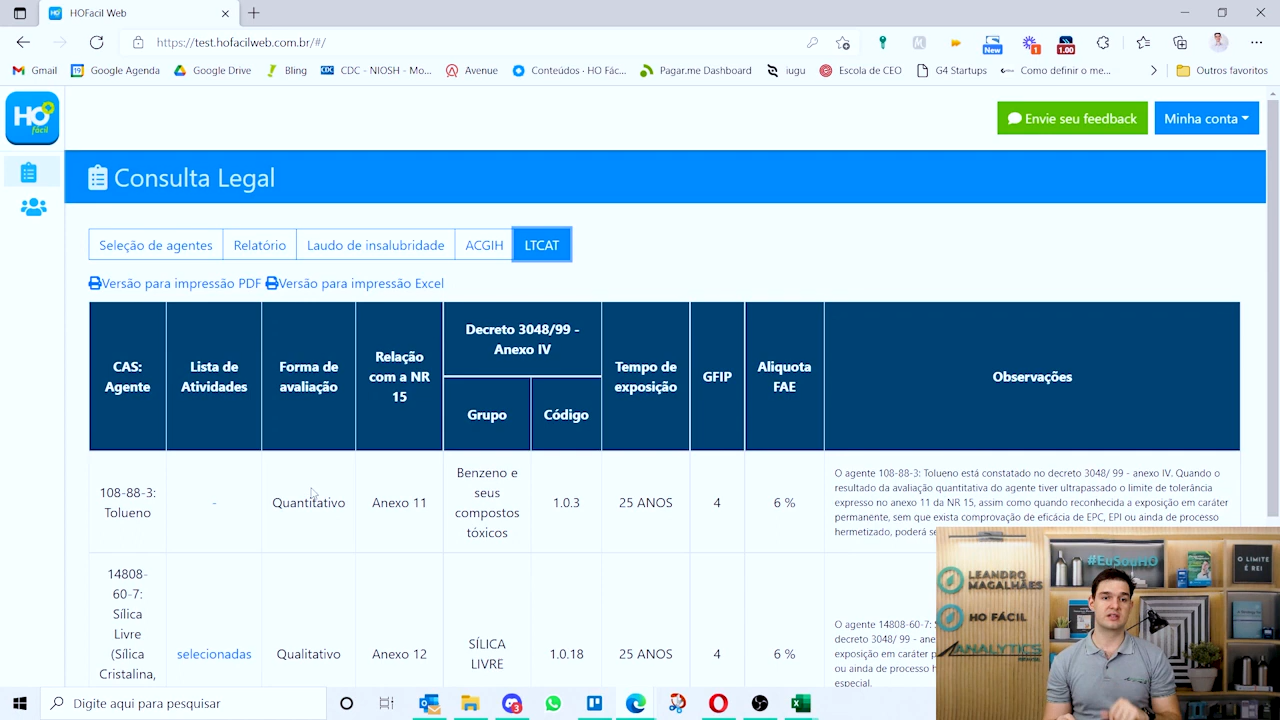 HOFacil Web
https://test.hofacilweb.com.br/#/
New
1
1.00
Gmail
Google Agenda
Google Drive
Bling
CDC - NIOSH - Mo...
Avenue
Conteúdos · HO Fác...
Pagar.me Dashboard
iugu
Escola de CEO
G4 Startups
Como definir o me...
Outros favoritos
HO
fácil
Envie seu feedback
Minha conta
Consulta Legal
Seleção de agentes
Relatório
Laudo de insalubridade
ACGIH
LTCAT
Versão para impressão PDF
Versão para impressão Excel
CAS:
Agente
Lista de
Atividades
Forma de
avaliação
Relação
com a NR
15
Decreto 3048/99 -
Anexo IV
Grupo
Código
Tempo de
exposição
GFIP
Aliquota
FAE
Observações
108-88-3:
Tolueno
-
Quantitativo
Anexo 11
Benzeno e
seus
compostos
tóxicos
1.0.3
25 ANOS
4
6 %
O agente 108-88-3: Tolueno está constatado no decreto 3048/ 99 - anexo IV. Quando o
resultado da avaliação quantitativa do agente tiver ultrapassado o limite de tolerância
expresso no anexo 11 da NR 15, assim como quando reconhecida a exposição em caráter
permanente, sem que exista comprovação de eficácia de EPC, EPI ou ainda de processo
hermetizado, poderá se
14808-
60-7:
Sílica
Livre
(Sílica
Cristalina,
selecionadas
Qualitativo
Anexo 12
SÍLICA
LIVRE
1.0.18
25 ANOS
4
6 %
O agente 14808-60-7:
decreto 3048/ 99 - ane
exposição em caráter
ou ainda de processo h
especial.
LEANDRO
MAGALHÃES
HO FÁCIL
ANALYTICS
#EuSouHO
O LIMITE
É REI
Digite aqui para pesquisar